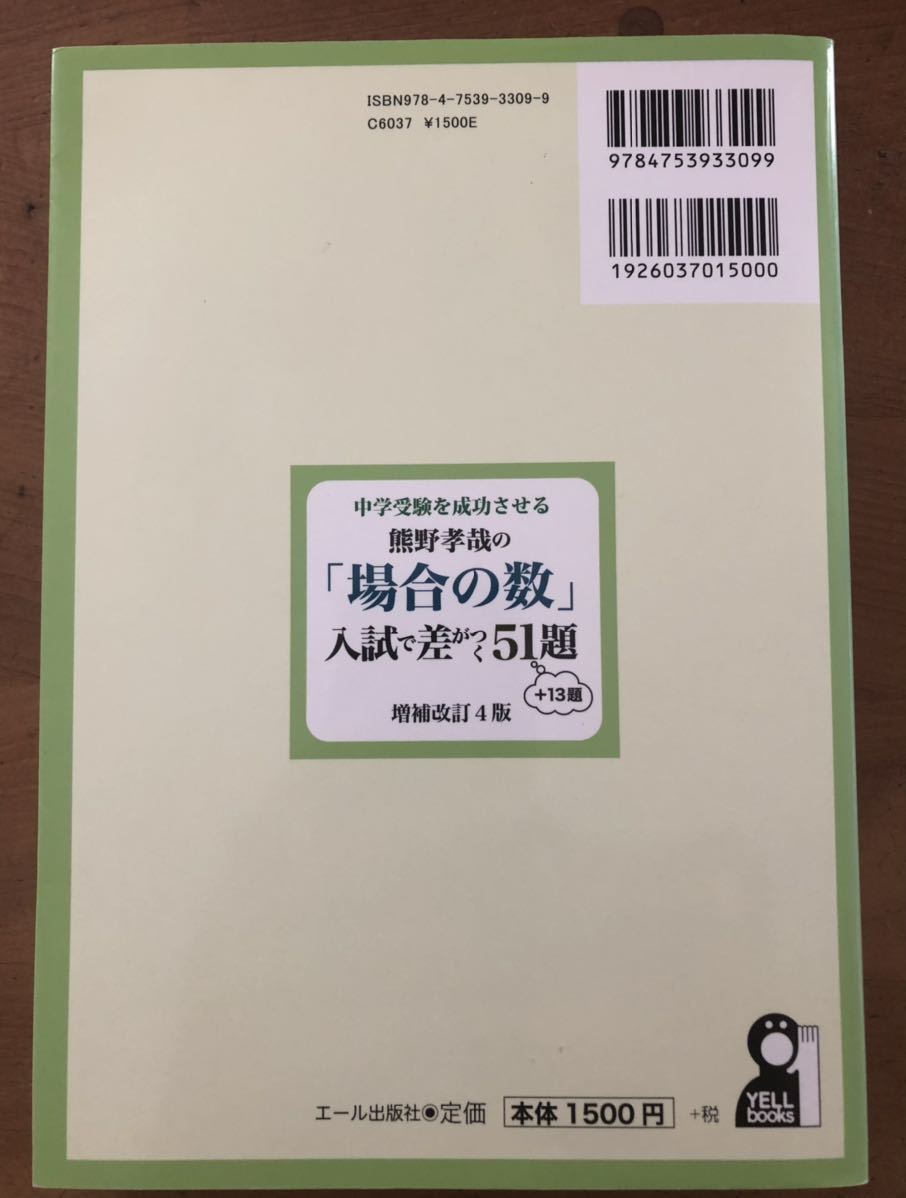 ISBN978-4-7539-3309-9
C6037 ¥1500E
9784753933099
1926037015000
中学受験を成功させる
熊野孝哉の
「場合の数」
入試で差がつく51題
+13題
増補改訂4版
エール出版社◉定価 本体1500円 +税
YELL
books